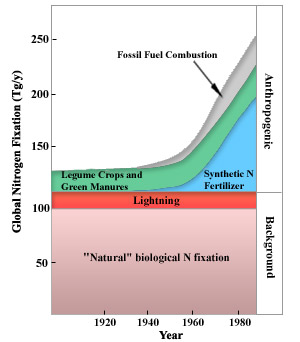 250
Fossil Fuel Combustion
200
Global Nitrogen Fixation (Tg/y)
Anthropogenic
150
Legume Crops and
Green Manures
Synthetic N
Fertilizer
Lightning
100
Background
"Natural" biological N fixation
50
1920
1940
1960
1980
Year